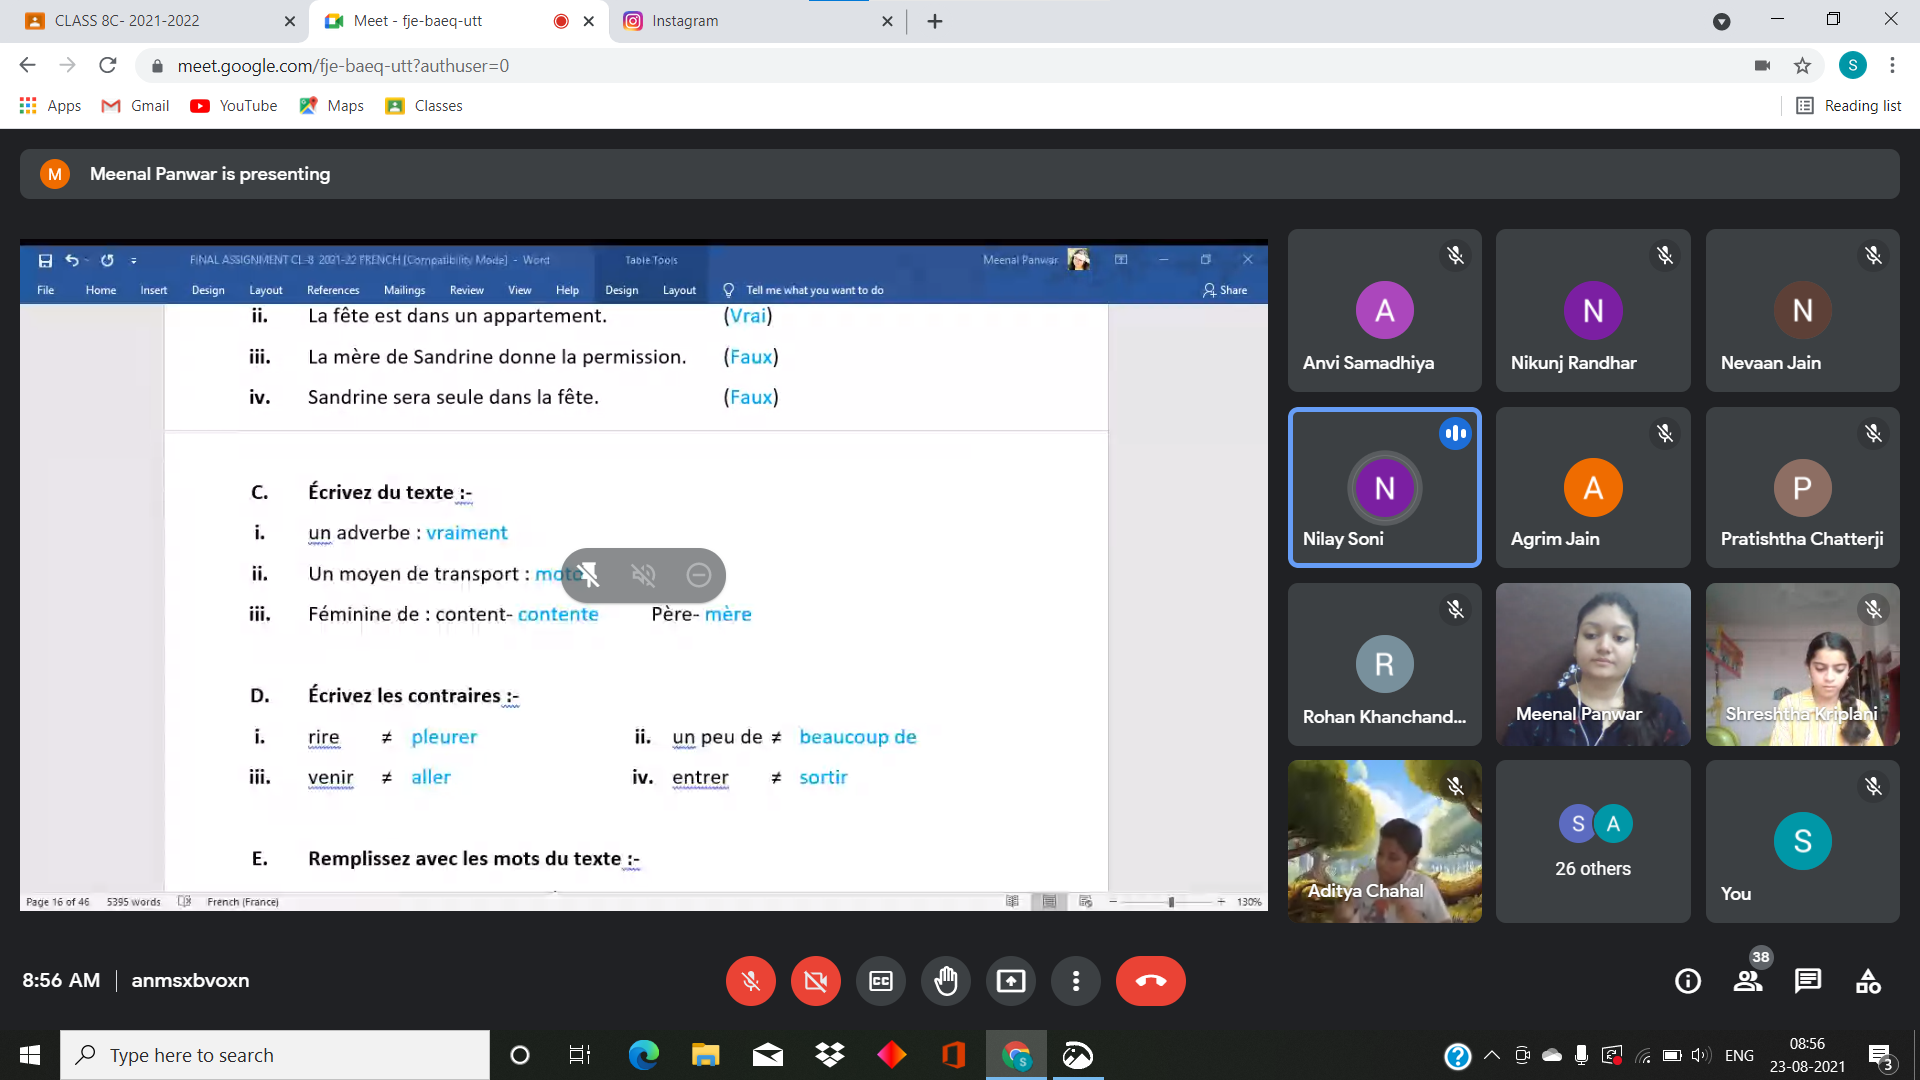 CLASS 8C- 2021-2022
Meet - fje-baeq-utt
Instagram
meet.google.com/fje-baeq-utt?authuser=0
S
Apps
Gmail
YouTube
Maps
Classes
Reading list
M
Meenal Panwar is presenting
FINAL ASSIGNMENT CL-8 2021-22 FRENCH [Compatibility Mode] - Word
Table Tools
Meenal Panwar
File Home Insert Design Layout References Mailings Review View Help Design Layout Tell me what you want to do Share
ii. La fête est dans un appartement. (Vrai)
iii. La mère de Sandrine donne la permission. (Faux)
iv. Sandrine sera seule dans la fête. (Faux)
C. Écrivez du texte :-
i. un adverbe : vraiment
ii. Un moyen de transport : moto
iii. Féminine de : content- contente Père- mère
D. Écrivez les contraires :-
i. rire ≠ pleurer ii. un peu de ≠ beaucoup de
iii. venir ≠ aller iv. entrer ≠ sortir
E. Remplissez avec les mots du texte :-
Page 16 of 46 5395 words French (France) 130%
A
Anvi Samadhiya
N
Nikunj Randhar
N
Nevaan Jain
N
Nilay Soni
A
Agrim Jain
P
Pratishtha Chatterji
R
Rohan Khanchand...
Meenal Panwar
Shreshtha Kriplani
Aditya Chahal
S A
26 others
S
You
8:56 AM | anmsxbvoxn
CC
38
Type here to search
S
ENG
08:56
23-08-2021
3